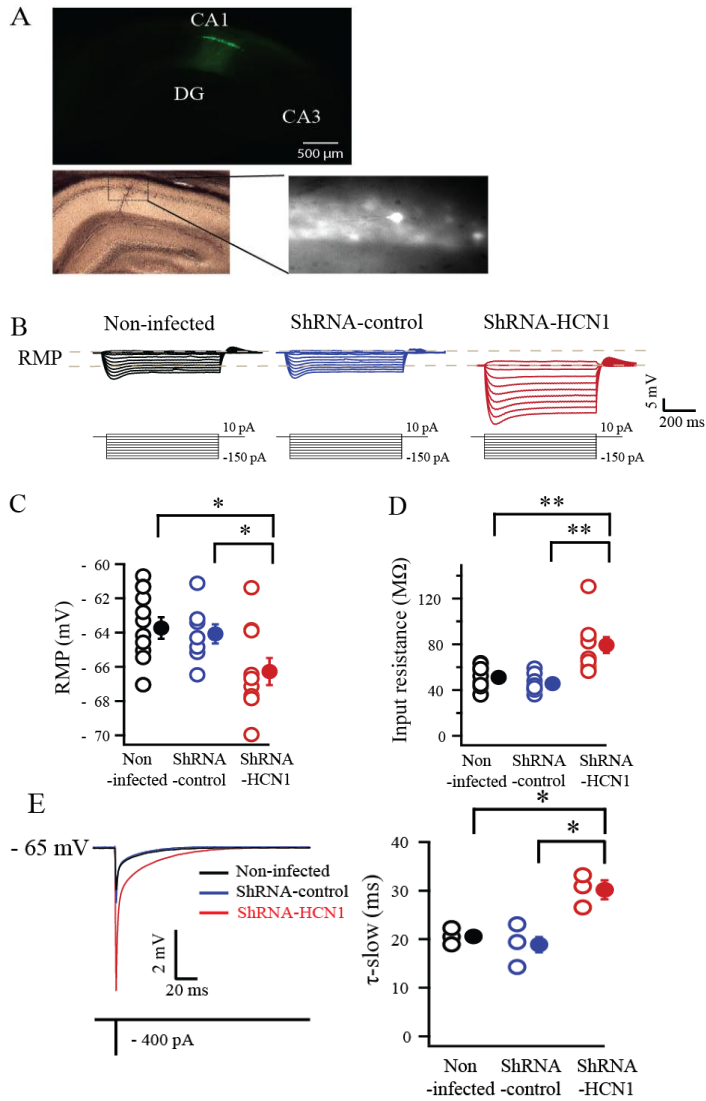 A
CA1
DG
CA3
500 μm
B
Non-infected
ShRNA-control
ShRNA-HCN1
RMP
5 mV
200 ms
10 pA
-150 pA
10 pA
-150 pA
10 pA
-150 pA
C
*
*
RMP (mV)
- 60
- 62
- 64
- 66
- 68
- 70
Non
-infected
ShRNA
-control
ShRNA
-HCN1
D
**
**
Input resistance (MΩ)
120
80
40
0
Non
-infected
ShRNA
-control
ShRNA
-HCN1
E
- 65 mV
Non-infected
ShRNA-control
ShRNA-HCN1
2 mV
20 ms
- 400 pA
*
*
τ-slow (ms)
40
30
20
10
0
Non
-infected
ShRNA
-control
ShRNA
-HCN1